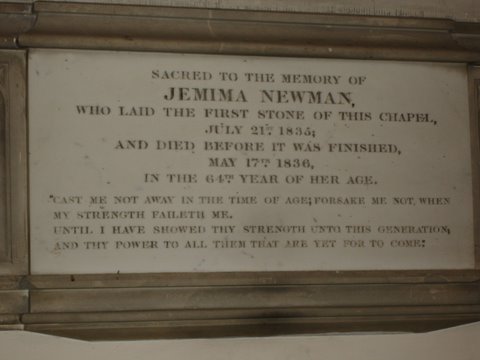 SACRED TO THE MEMORY OF
JEMIMA NEWMAN,
WHO LAID THE FIRST STONE OF THIS CHAPEL,
JULY 21ST 1835;
AND DIED BEFORE IT WAS FINISHED,
MAY 17TH 1836,
IN THE 64TH YEAR OF HER AGE.
"CAST ME NOT AWAY IN THE TIME OF AGE; FORSAKE ME NOT, WHEN
MY STRENGTH FAILETH ME.
UNTIL I HAVE SHOWED THY STRENGTH UNTO THIS GENERATION;
AND THY POWER TO ALL THEM THAT ARE YET FOR TO COME."